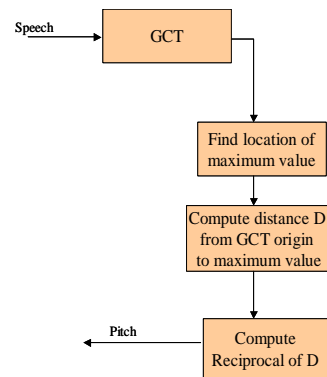 Speech
GCT
Find location of
maximum value
Compute distance D
from GCT origin
to maximum value
Pitch
Compute
Reciprocal of D